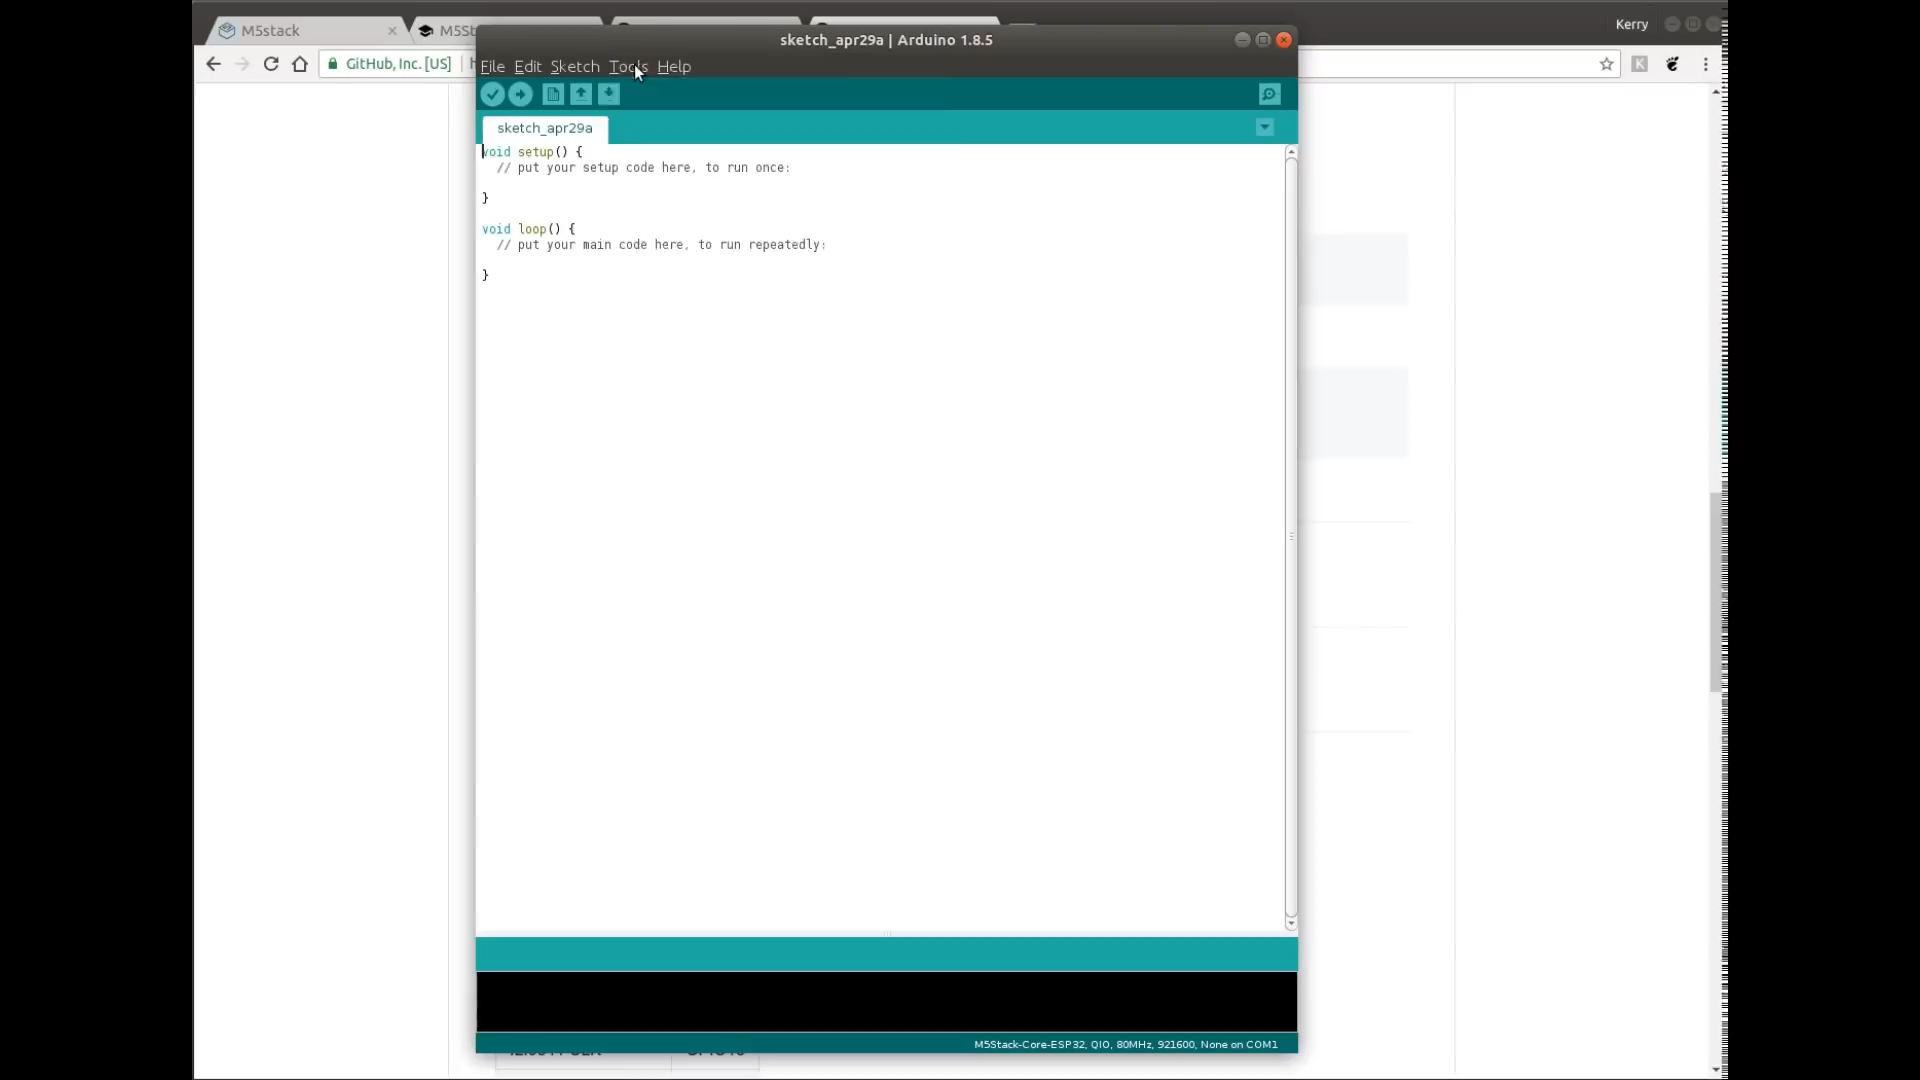 M5stack
M5St
Kerry
sketch_apr29a | Arduino 1.8.5
GitHub, Inc. [US]
File Edit Sketch Tools Help
sketch_apr29a
void setup() {
// put your setup code here, to run once:
}
void loop() {
// put your main code here, to run repeatedly:
}
M5Stack-Core-ESP32, QIO, 80MHz, 921600, None on COM1